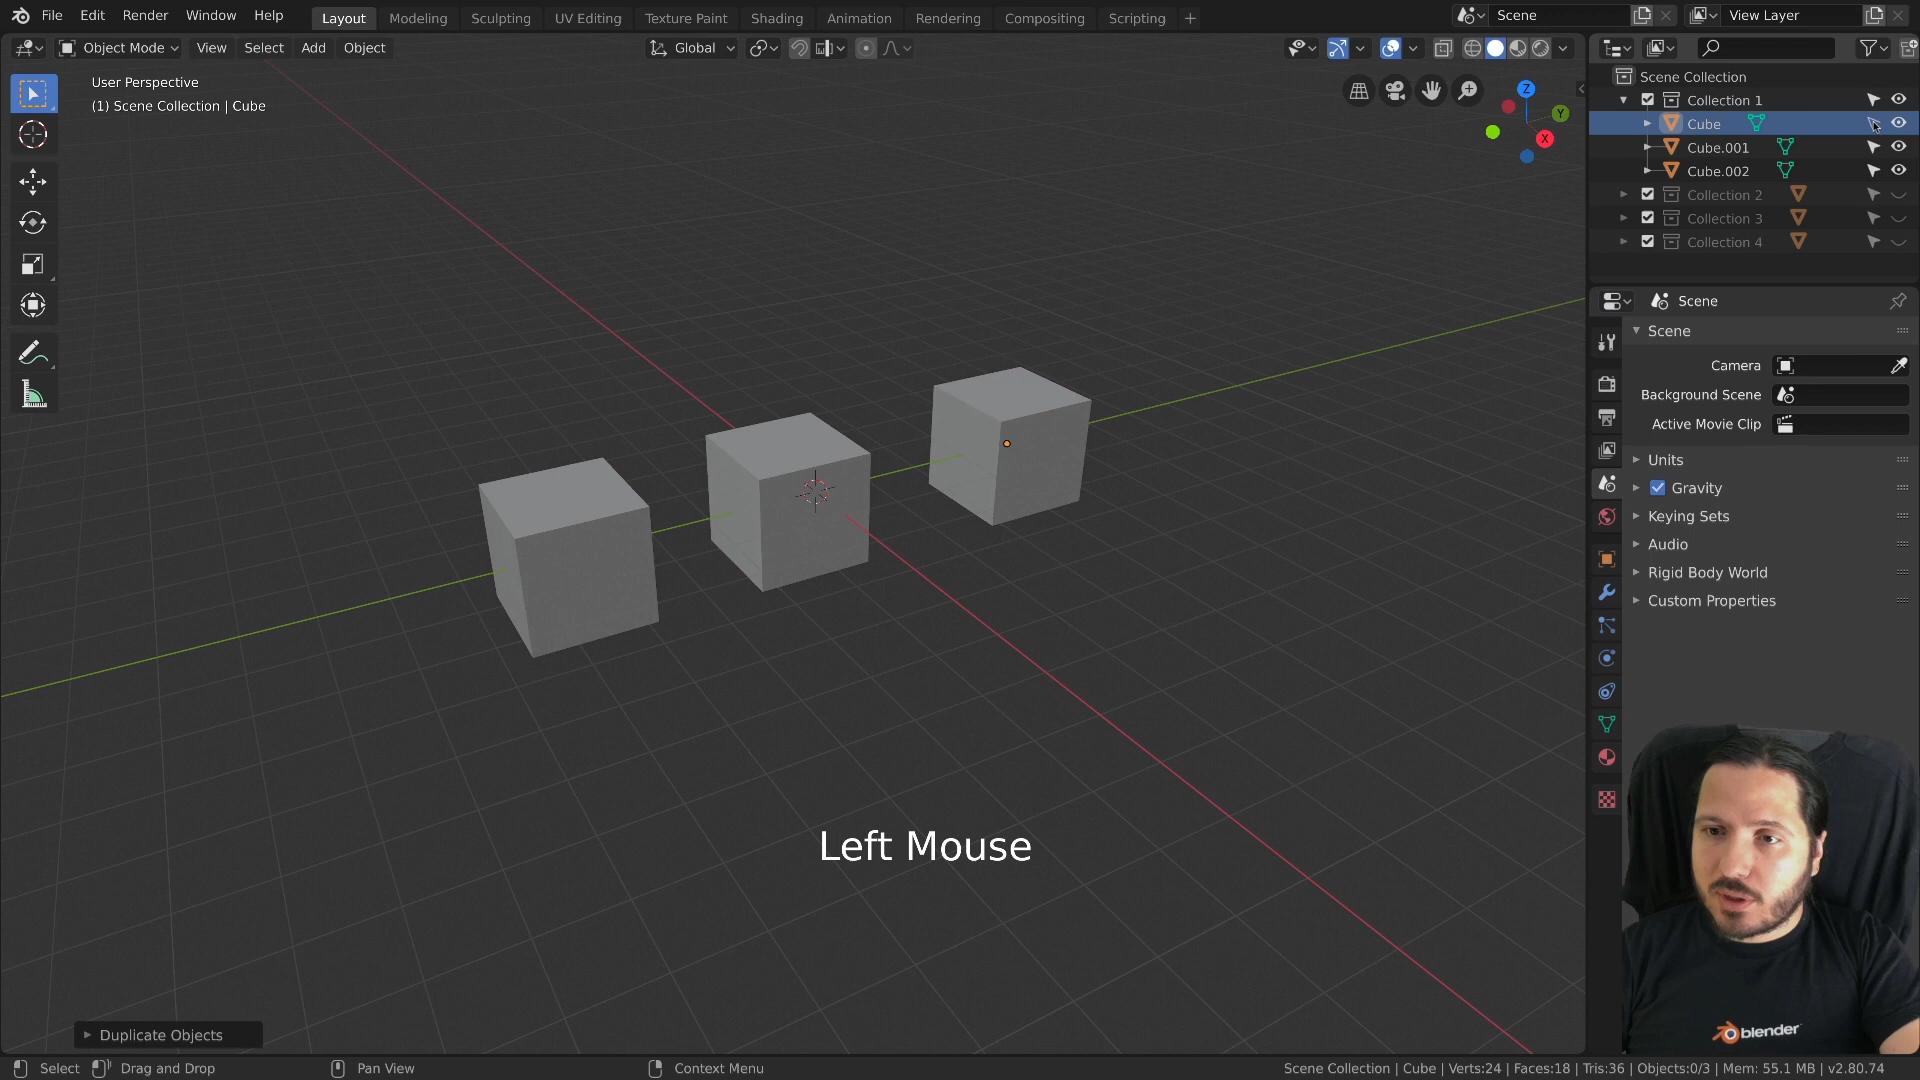 File Edit Render Window Help Layout Modeling Sculpting UV Editing Texture Paint Shading Animation Rendering Compositing Scripting + Scene View Layer
Object Mode View Select Add Object Global
User Perspective
(1) Scene Collection | Cube
Z
Y
X
Scene Collection
Collection 1
Cube
Cube.001
Cube.002
Collection 2
Collection 3
Collection 4
Scene
Scene
Camera
Background Scene
Active Movie Clip
Units
Gravity
Keying Sets
Audio
Rigid Body World
Custom Properties
Left Mouse
blender
Duplicate Objects
Select Drag and Drop Pan View Context Menu Scene Collection | Cube | Verts:24 | Faces:18 | Tris:36 | Objects:0/3 | Mem: 55.1 MB | v2.80.74